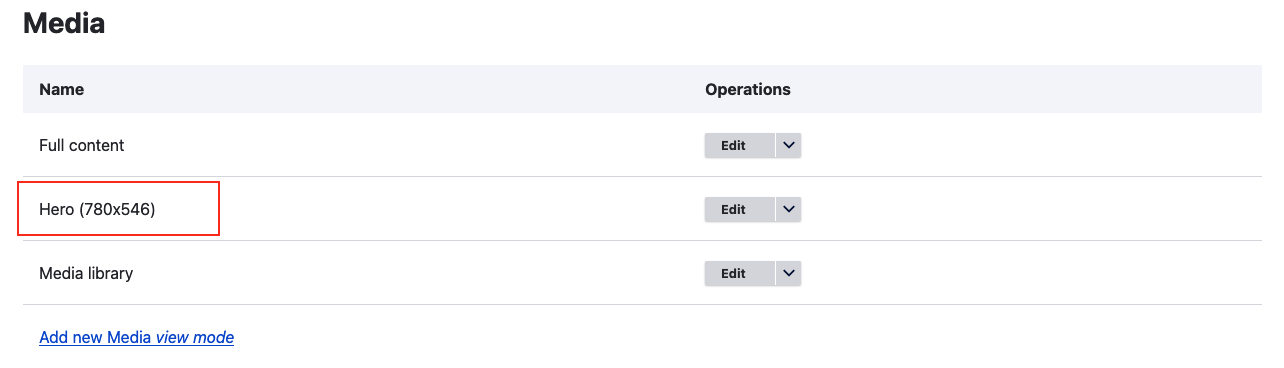 Media
Name Operations
Full content Edit
Hero (780x546) Edit
Media library Edit
Add new Media view mode